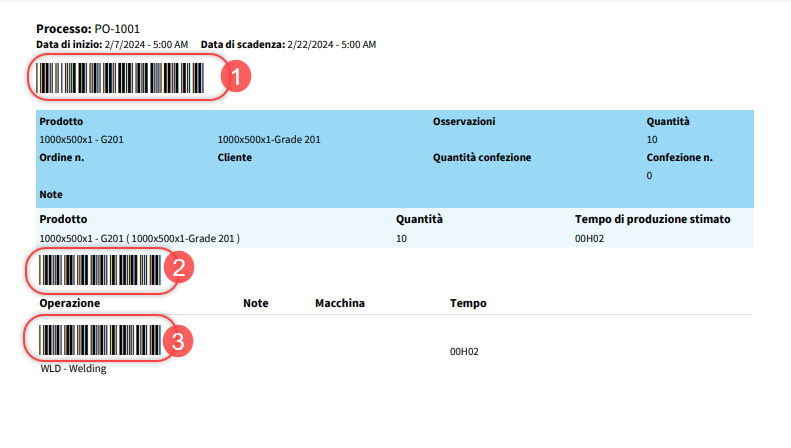 Processo: PO-1001
Data di inizio: 2/7/2024 - 5:00 AM Data di scadenza: 2/22/2024 - 5:00 AM
1
Prodotto Osservazioni Quantità
1000x500x1 - G201 1000x500x1-Grade 201 10
Ordine n. Cliente Quantità confezione Confezione n.
0
Note
Prodotto Quantità Tempo di produzione stimato
1000x500x1 - G201 ( 1000x500x1-Grade 201 ) 10 00H02
2
Operazione Note Macchina Tempo
3
00H02
WLD - Welding